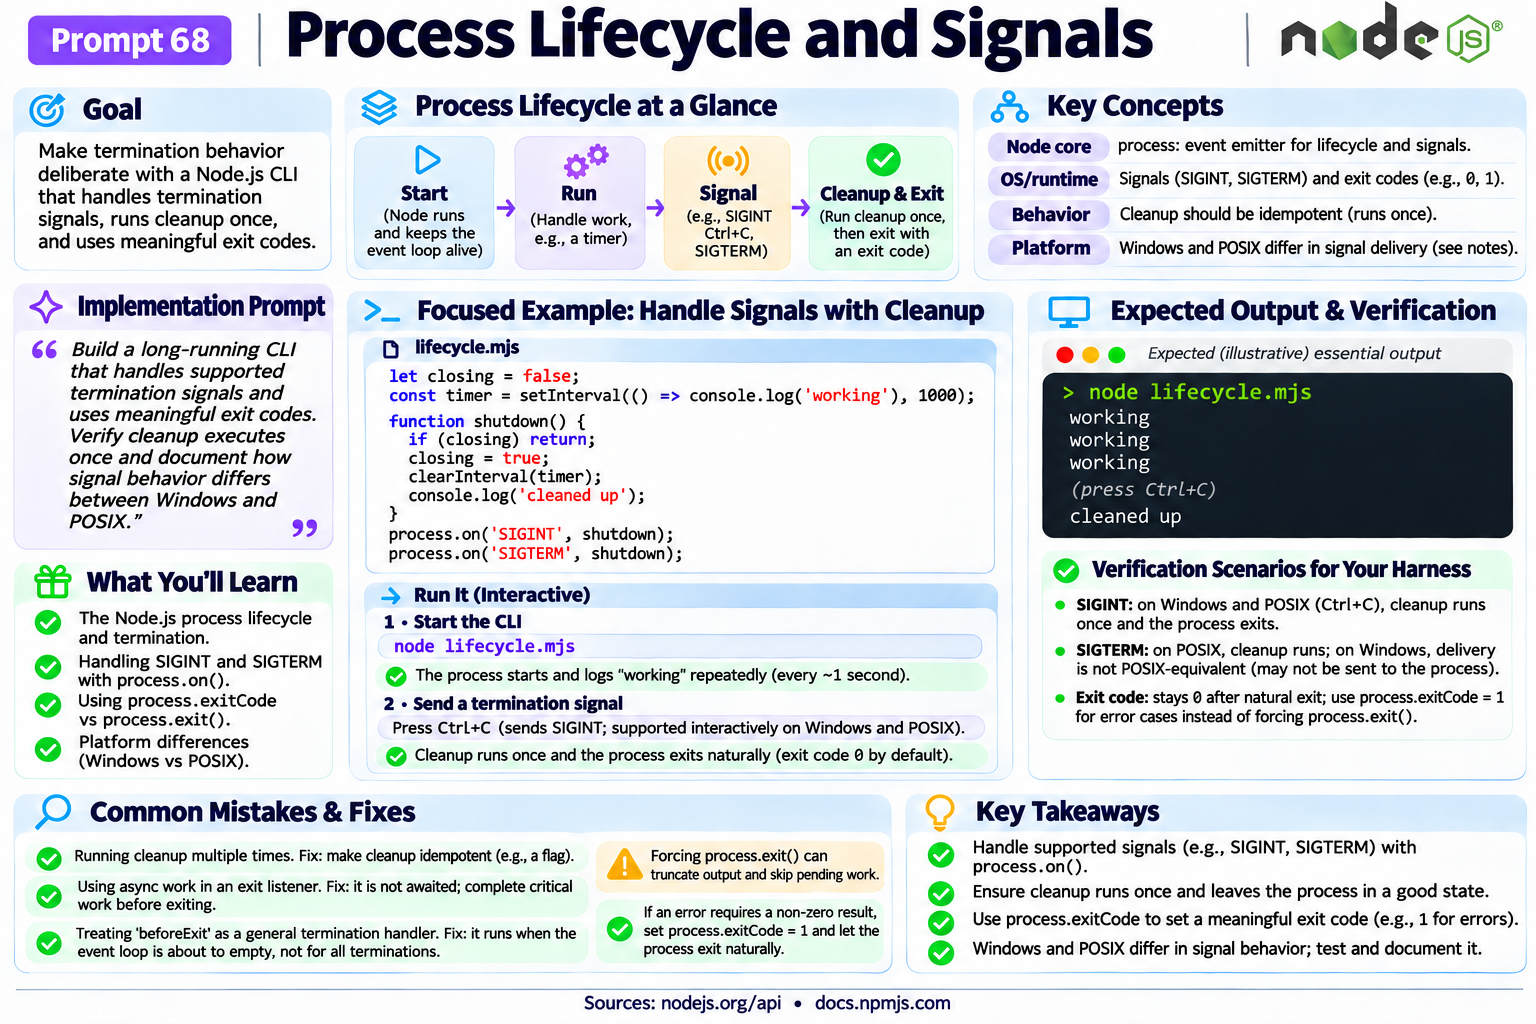 Prompt 68
Process Lifecycle and Signals
node JS ®
Goal
Make termination behavior
deliberate with a Node.js CLI
that handles termination
signals, runs cleanup once,
and uses meaningful exit codes.
Process Lifecycle at a Glance
Start
(Node runs
and keeps the
event loop alive)
Run
(Handle work,
e.g., a timer)
Signal
(e.g., SIGINT
Ctrl+C,
SIGTERM)
Cleanup & Exit
(Run cleanup once,
then exit with
an exit code)
Key Concepts
Node core process: event emitter for lifecycle and signals.
OS/runtime Signals (SIGINT, SIGTERM) and exit codes (e.g., 0, 1).
Behavior Cleanup should be idempotent (runs once).
Platform Windows and POSIX differ in signal delivery (see notes).
Implementation Prompt
“ Build a long-running CLI
that handles supported
termination signals and
uses meaningful exit codes.
Verify cleanup executes
once and document how
signal behavior differs
between Windows and
POSIX.”
”
What You’ll Learn
The Node.js process lifecycle
and termination.
Handling SIGINT and SIGTERM
with process.on().
Using process.exitCode
vs process.exit().
Platform differences
(Windows vs POSIX).
Focused Example: Handle Signals with Cleanup
lifecycle.mjs
let closing = false;
const timer = setInterval(() => console.log('working'), 1000);
function shutdown() {
if (closing) return;
closing = true;
clearInterval(timer);
console.log('cleaned up');
}
process.on('SIGINT', shutdown);
process.on('SIGTERM', shutdown);
Run It (Interactive)
1 • Start the CLI
node lifecycle.mjs
The process starts and logs “working” repeatedly (every ~1 second).
2 • Send a termination signal
Press Ctrl+C (sends SIGINT; supported interactively on Windows and POSIX).
Cleanup runs once and the process exits naturally (exit code 0 by default).
Expected Output & Verification
Expected (illustrative) essential output
> node lifecycle.mjs
working
working
working
(press Ctrl+C)
cleaned up
Verification Scenarios for Your Harness
SIGINT: on Windows and POSIX (Ctrl+C), cleanup runs
once and the process exits.
SIGTERM: on POSIX, cleanup runs; on Windows, delivery
is not POSIX-equivalent (may not be sent to the process).
Exit code: stays 0 after natural exit; use process.exitCode = 1
for error cases instead of forcing process.exit().
Common Mistakes & Fixes
Running cleanup multiple times. Fix: make cleanup idempotent (e.g., a flag).
Using async work in an exit listener. Fix: it is not awaited; complete critical
work before exiting.
Treating 'beforeExit' as a general termination handler. Fix: it runs when the
event loop is about to empty, not for all terminations.
Forcing process.exit() can
truncate output and skip pending work.
If an error requires a non-zero result,
set process.exitCode = 1 and let the
process exit naturally.
Key Takeaways
Handle supported signals (e.g., SIGINT, SIGTERM) with
process.on().
Ensure cleanup runs once and leaves the process in a good state.
Use process.exitCode to set a meaningful exit code (e.g., 1 for errors).
Windows and POSIX differ in signal behavior; test and document it.
Sources: nodejs.org/api • docs.npmjs.com